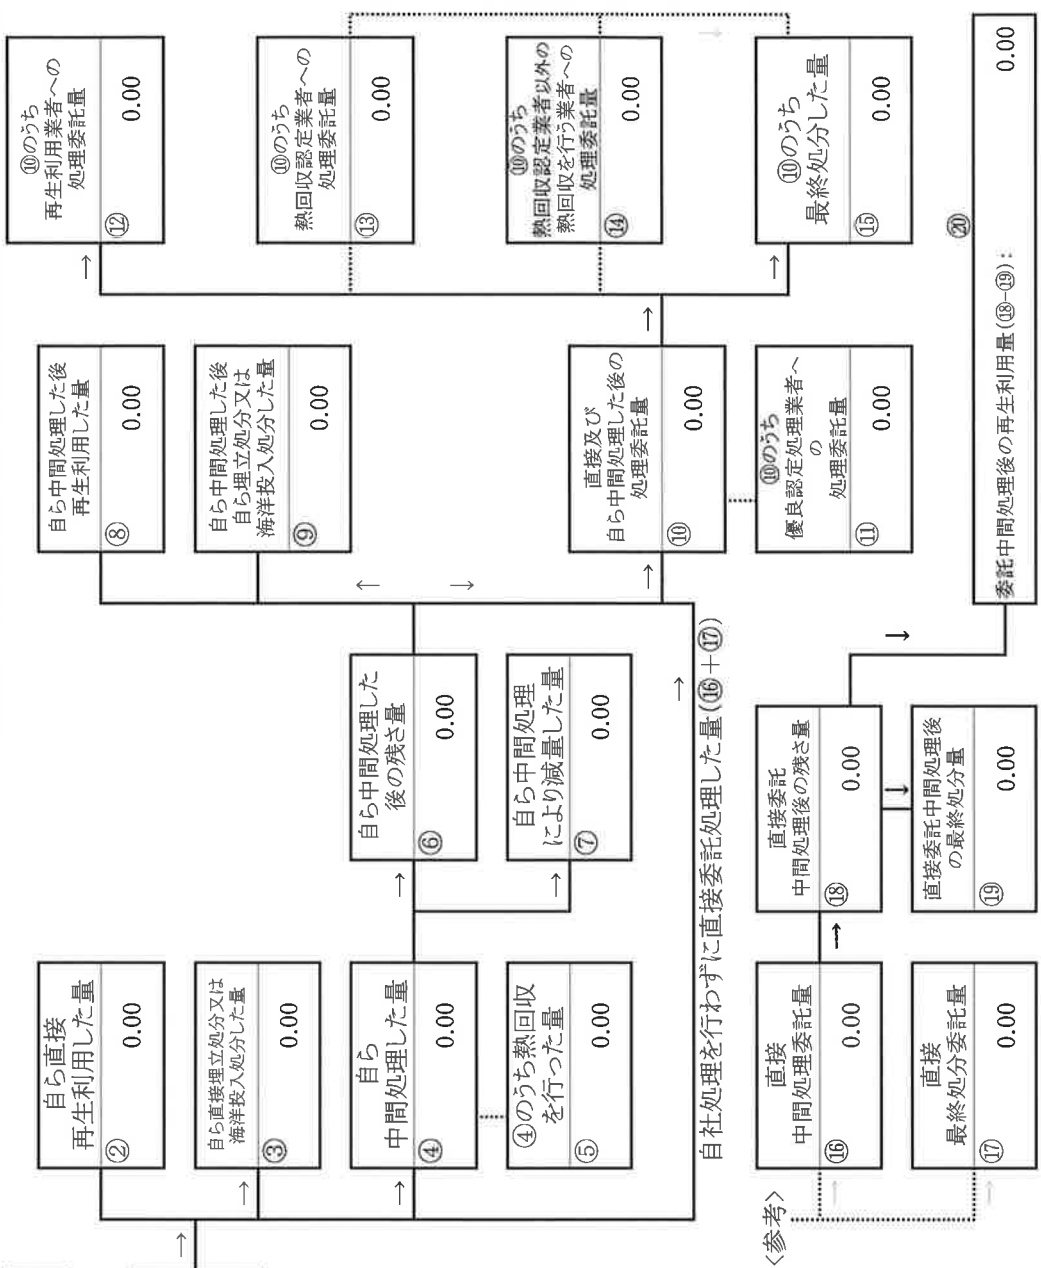 自ら直接
再生利用した量
② 0.00
自ら直接埋立処分又は
海洋投入処分した量
③ 0.00
自ら
中間処理した量
④ 0.00
④のうち熱回収
を行った量
⑤ 0.00
自ら中間処理した
後の残さ量
⑥ 0.00
自ら中間処理
により減量した量
⑦ 0.00
自ら中間処理した後
再生利用した量
⑧ 0.00
自ら中間処理した後
自ら埋立処分又は
海洋投入処分した量
⑨ 0.00
直接及び
自ら中間処理した後の
処理委託量
⑩ 0.00
⑩のうち
優良認定処理業者へ
の
処理委託量
⑪ 0.00
⑩のうち
再生利用業者への
処理委託量
⑫ 0.00
⑩のうち
熱回収認定業者への
処理委託量
⑬ 0.00
⑩のうち
熱回収認定業者以外の
熱回収を行う業者への
処理委託量
⑭ 0.00
⑩のうち
最終処分した量
⑮ 0.00
自社処理を行わずに直接委託処理した量(⑯+⑰)
<参考>
直接
中間処理委託量
⑯ 0.00
直接
最終処分委託量
⑰ 0.00
直接委託
中間処理後の残さ量
⑱ 0.00
直接委託中間処理後
の最終処分量
⑲ 0.00
⑳
委託中間処理後の再生利用量(⑱-⑲): 0.00